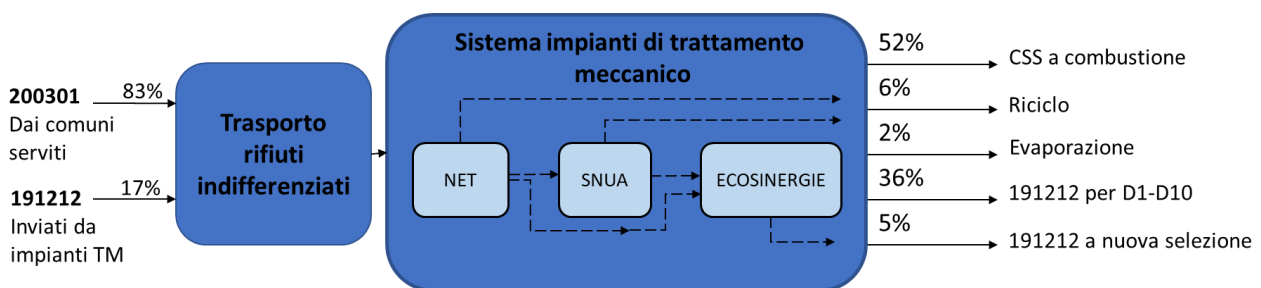 200301
83%
Dai comuni
serviti
191212
17%
Inviati da
impianti TM
Trasporto
rifiuti
indifferenziati
Sistema impianti di trattamento
meccanico
NET
SNUA
ECOSINERGIE
52%
CSS a combustione
6%
Riciclo
2%
Evaporazione
36%
191212 per D1-D10
5%
191212 a nuova selezione